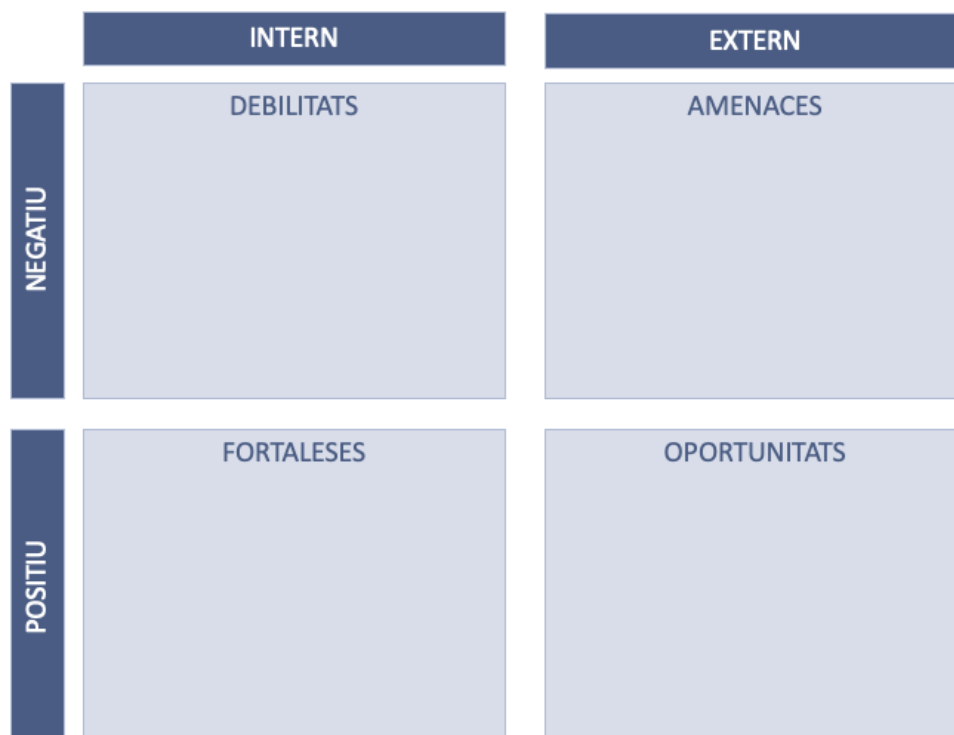 INTERN
EXTERN
NEGATIU
DEBILITATS
AMENACES
POSITIU
FORTALESES
OPORTUNITATS